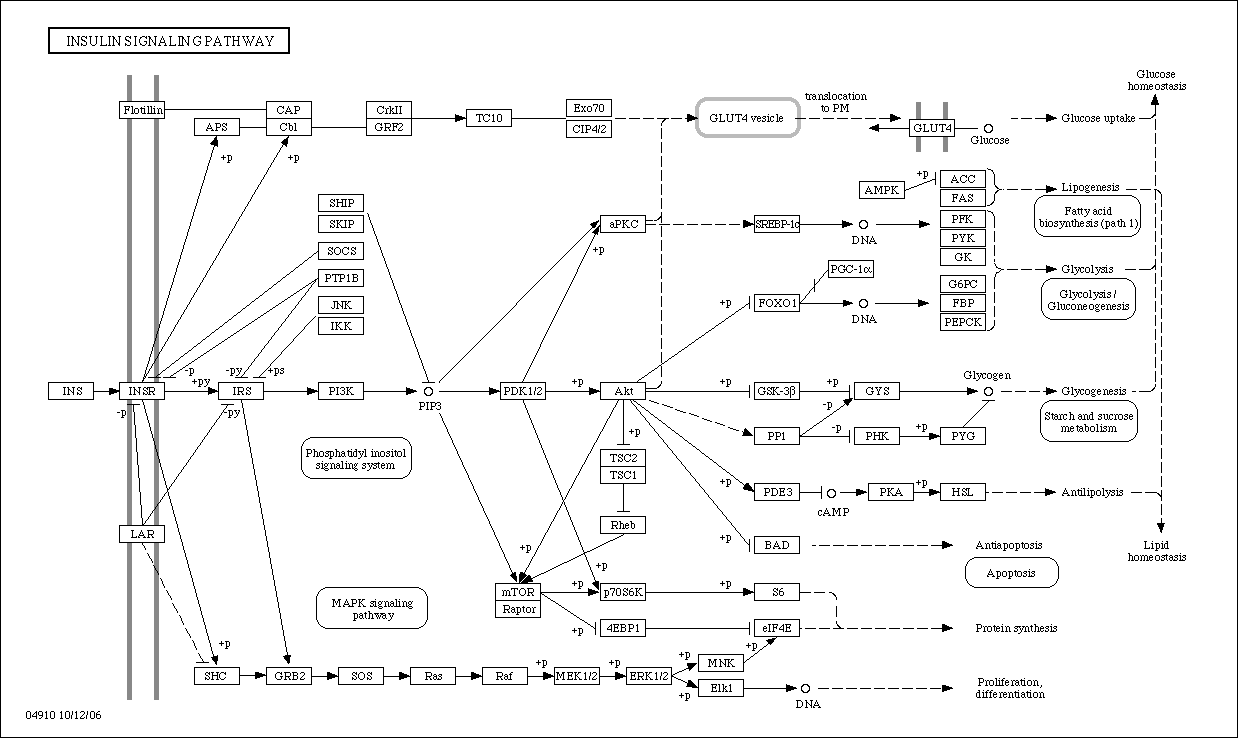 INSULIN SIGNALING PATHWAY
Glucose
homeostasis
Flotillin
CAP
APS
Cbl
CrkII
GRF2
TC10
Exo70
CIP4/2
GLUT4 vesicle
translocation
to PM
GLUT4
Glucose
Glucose uptake
+p
+p
SHIP
SKIP
SOCS
PTP1B
JNK
IKK
aPKC
+p
SREBP-1c
DNA
AMPK
+p
ACC
FAS
PFK
PYK
GK
G6PC
FBP
PEPCK
Lipogenesis
Fatty acid
biosynthesis (path 1)
Glycolysis
Glycolysis /
Gluconeogenesis
PGC-1α
+p
FOXO1
DNA
INS
INSR
-p
+py
-py
+ps
IRS
PI3K
PIP3
PDK1/2
+p
Akt
+p
GSK-3β
+p
GYS
Glycogen
Glycogenesis
Starch and sucrose
metabolism
-p
-py
-p
PP1
-p
PHK
+p
PYG
Phosphatidyl inositol
signaling system
+p
TSC2
TSC1
+p
PDE3
cAMP
PKA
+p
HSL
Antilipolysis
LAR
Rheb
+p
+p
BAD
Antiapoptosis
Apoptosis
Lipid
homeostasis
+p
mTOR
Raptor
+p
p70S6K
S6
MAPK signaling
pathway
+p
4EBP1
eIF4E
Protein synthesis
+p
SHC
GRB2
SOS
Ras
Raf
+p
MEK1/2
+p
ERK1/2
+p
MNK
+p
+p
Elk1
DNA
Proliferation,
differentiation
04910 10/12/06